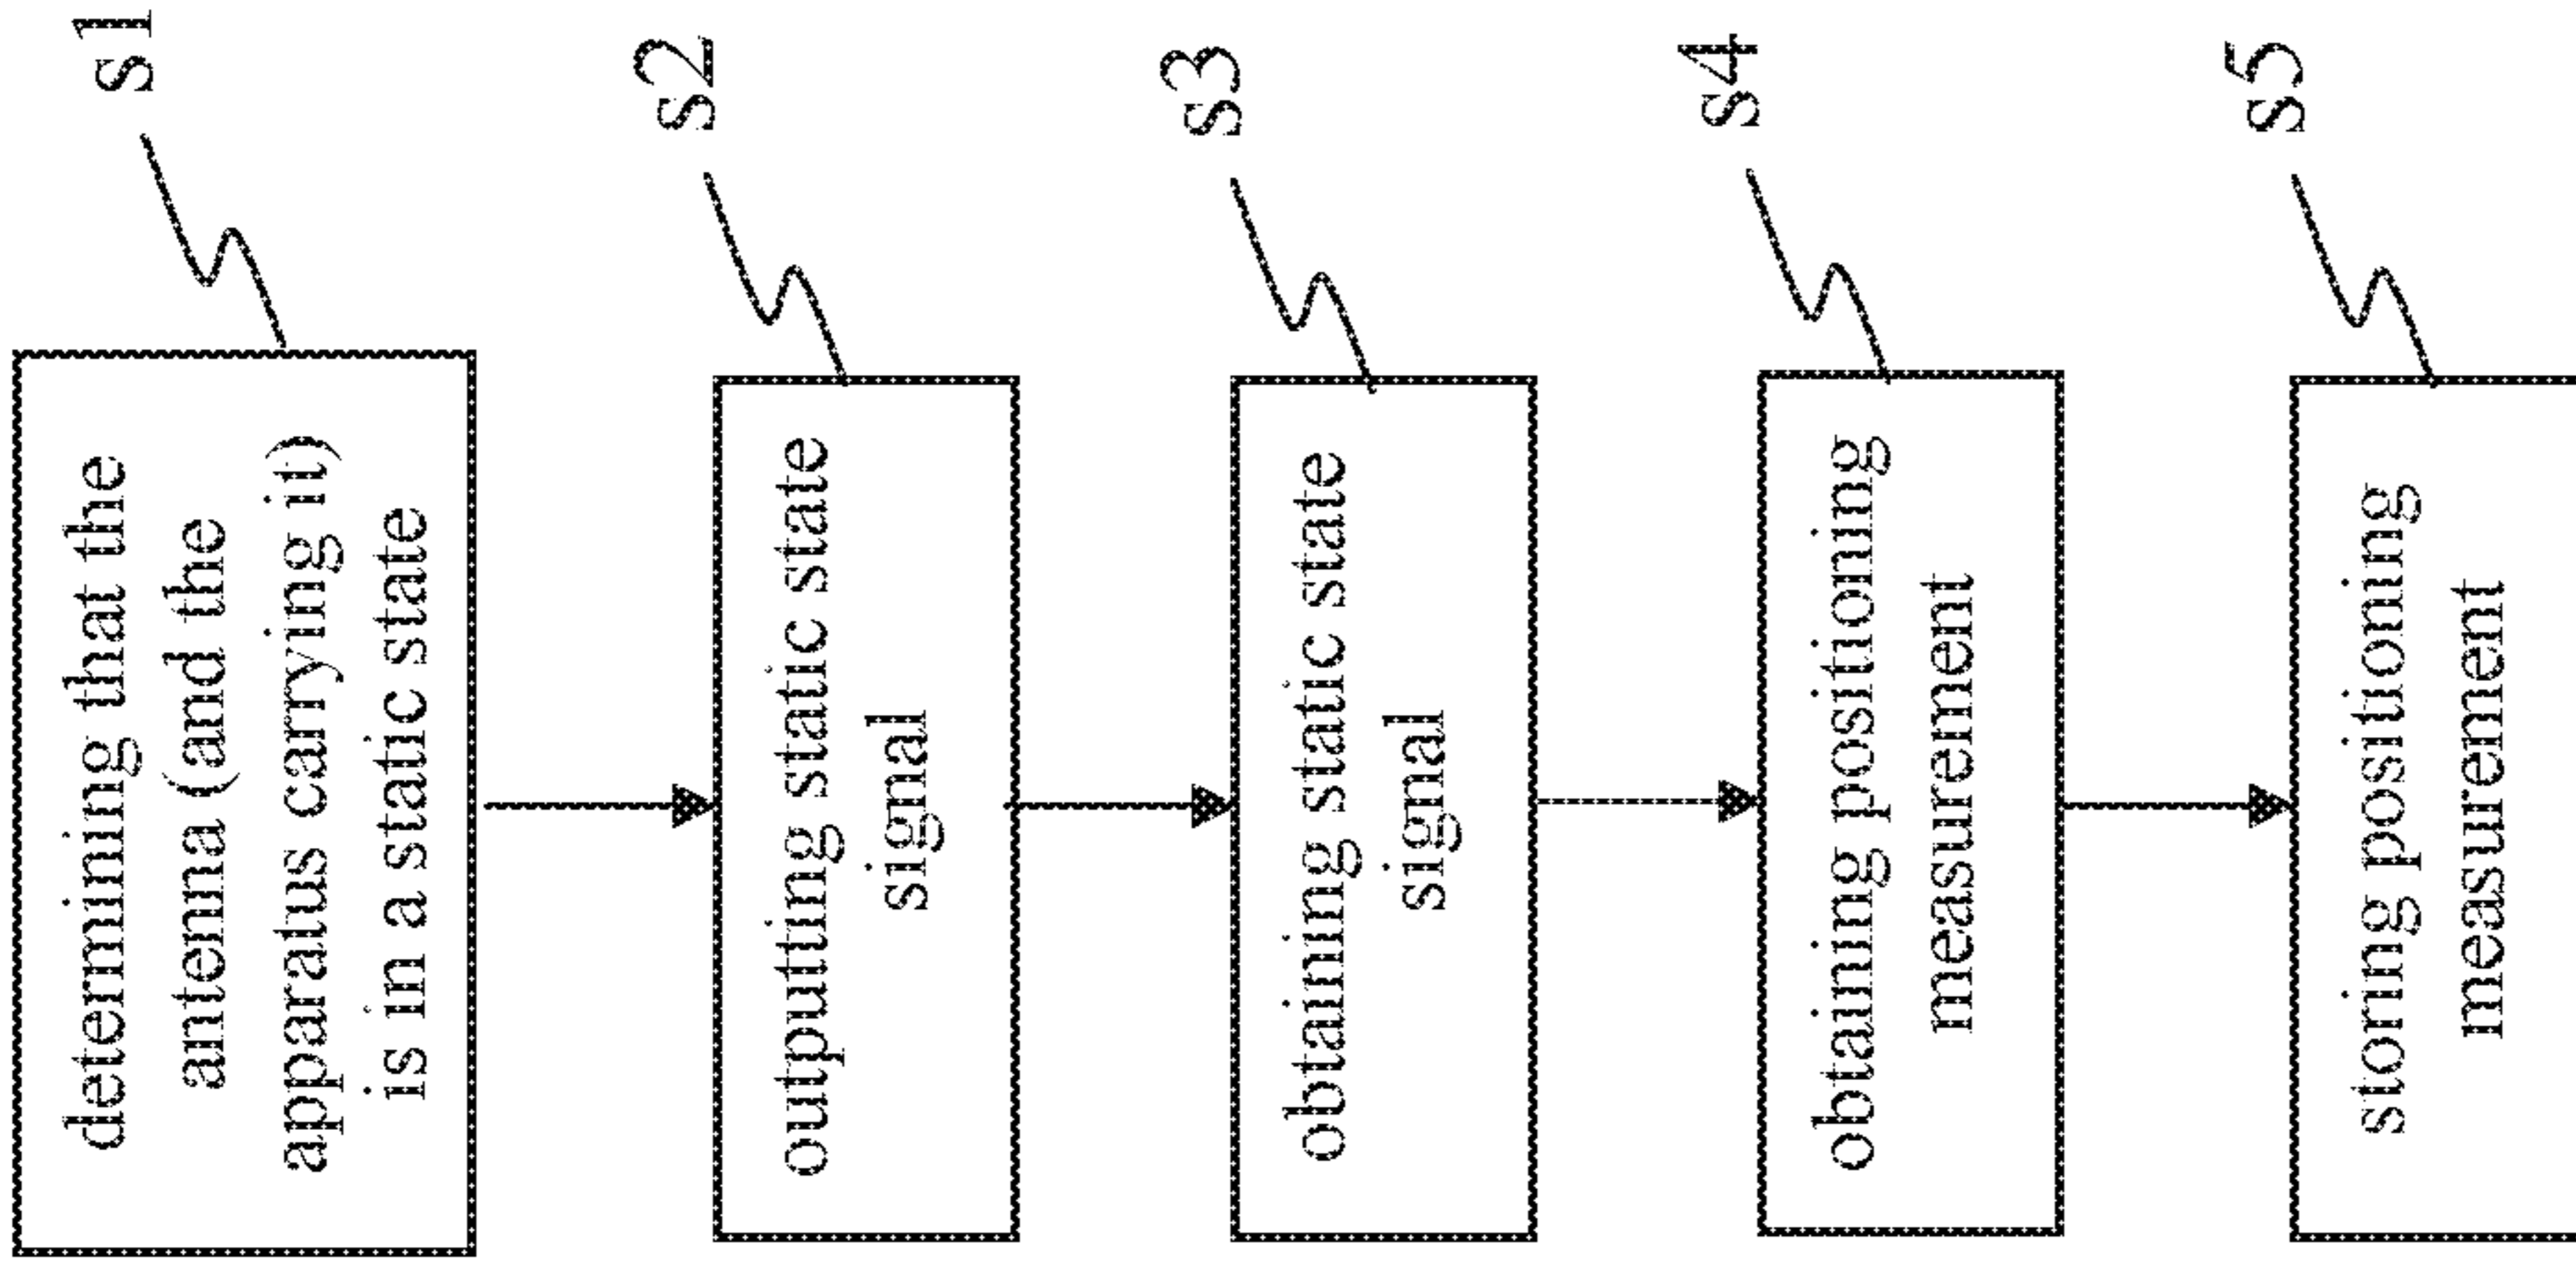 determining that the
antenna (and the
apparatus carrying it)
is in a static state
s1
outputting static state
signal
s2
obtaining static state
signal
s3
obtaining positioning
measurement
s4
storing positioning
measurement
s5